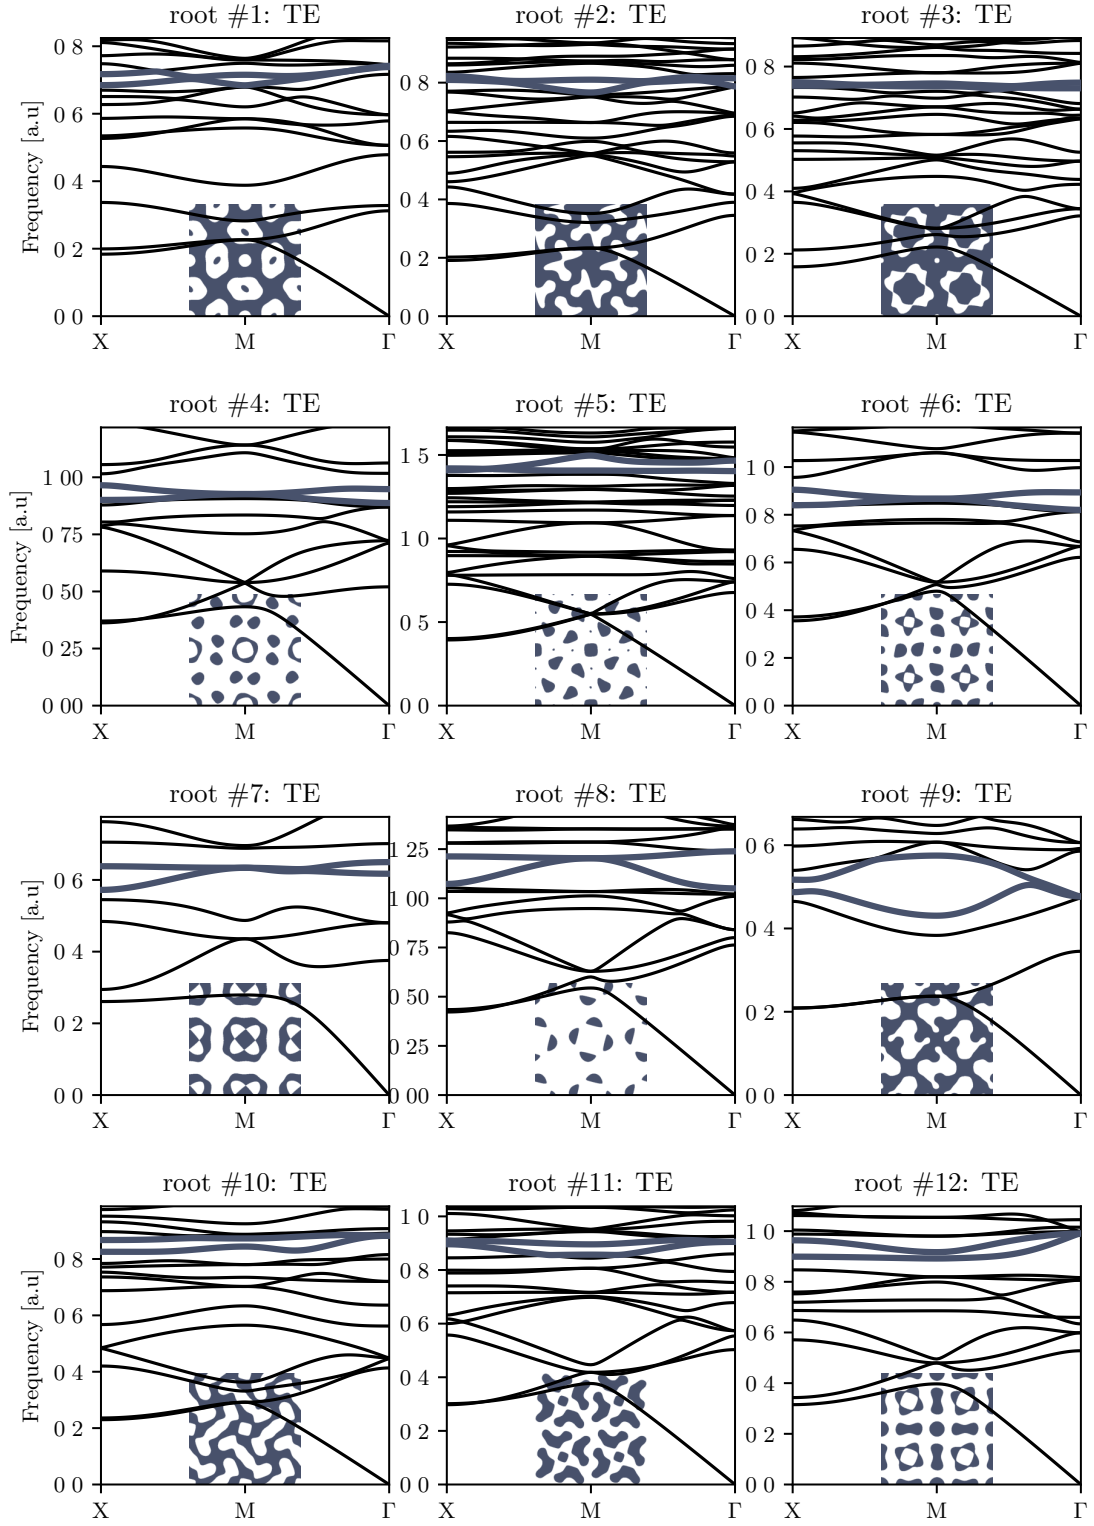 root #1: TE
Frequency [a.u]
0 8
0 6
0 4
0 2
0 0
X M Γ
root #2: TE
0 8
0 6
0 4
0 2
0 0
X M Γ
root #3: TE
0 8
0 6
0 4
0 2
0 0
X M Γ
root #4: TE
Frequency [a.u]
1 00
0 75
0 50
0 25
0 00
X M Γ
root #5: TE
1 5
1 0
0 5
0 0
X M Γ
root #6: TE
1 0
0 8
0 6
0 4
0 2
0 0
X M Γ
root #7: TE
Frequency [a.u]
0 6
0 4
0 2
0 0
X M Γ
root #8: TE
1 25
1 00
0 75
0 50
0 25
0 00
X M Γ
root #9: TE
0 6
0 4
0 2
0 0
X M Γ
root #10: TE
Frequency [a.u]
0 8
0 6
0 4
0 2
0 0
X M Γ
root #11: TE
1 0
0 8
0 6
0 4
0 2
0 0
X M Γ
root #12: TE
1 0
0 8
0 6
0 4
0 2
0 0
X M Γ